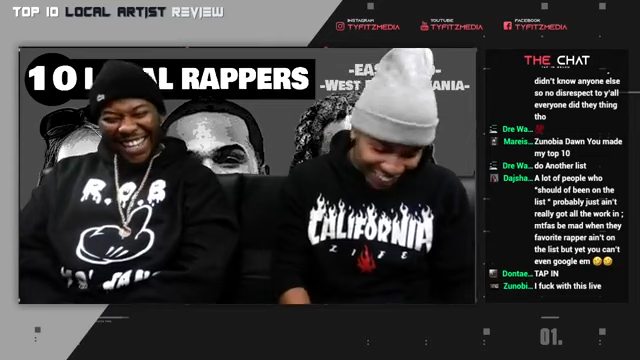 TOP 10 LOCAL ARTIST REVIEW
INSTAGRAM
TYFITZMEDIA
YOUTUBE
TYFITZMEDIA
FACEBOOK
TYFITZMEDIA
10 LOCAL RAPPERS
-EAS
-WEST ANIA-
R.O.B
CALIFORNIA
LIFE
THE CHAT
didn't know anyone else
so no disrespect to y'all
everyone did they thing
tho
Dre Wa... 💯
Mareis... Zunobia Dawn You made
my top 10
Dre Wa... do Another list
Dajsha... A lot of people who
*should of been on the
list * probably just ain't
really got all the work in ;
mtfas be mad when they
favorite rapper ain't on
the list but yet you can't
even google em 🤣🤣
Dontae... TAP IN
Zunobi... I fuck with this live
01.